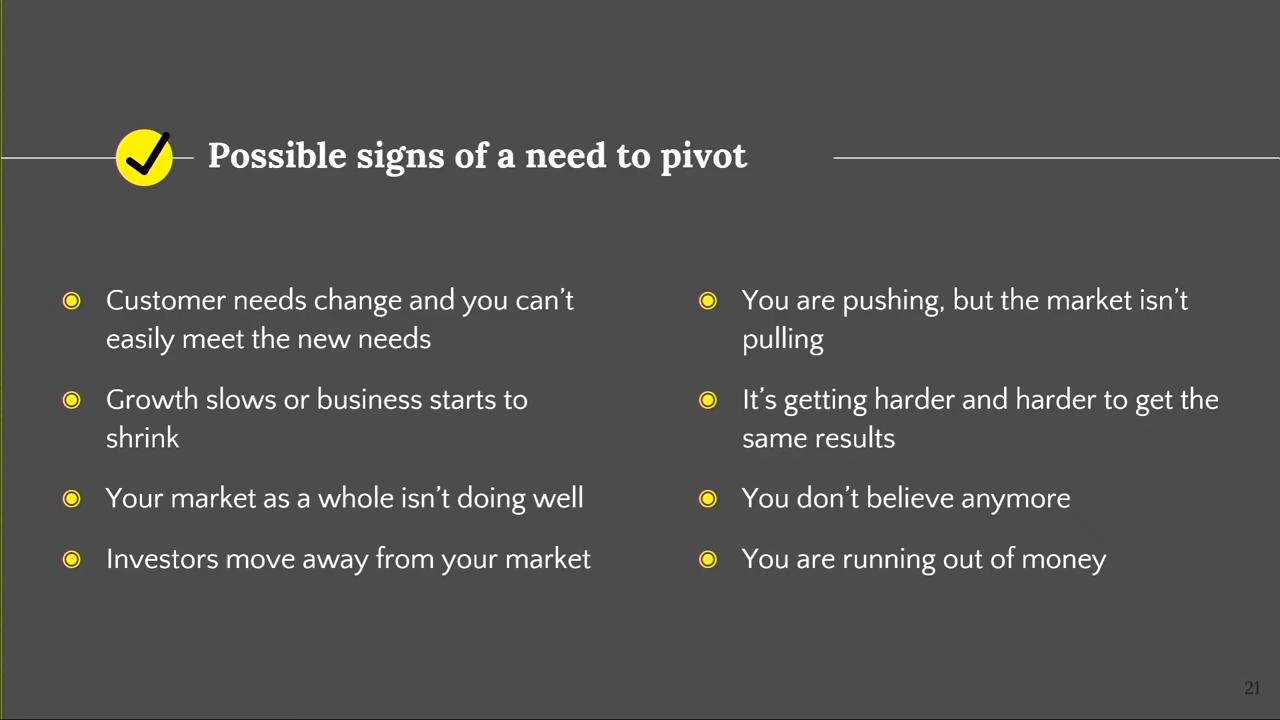 Possible signs of a need to pivot
Customer needs change and you can’t
easily meet the new needs
Growth slows or business starts to
shrink
Your market as a whole isn’t doing well
Investors move away from your market
You are pushing, but the market isn’t
pulling
It’s getting harder and harder to get the
same results
You don’t believe anymore
You are running out of money
21